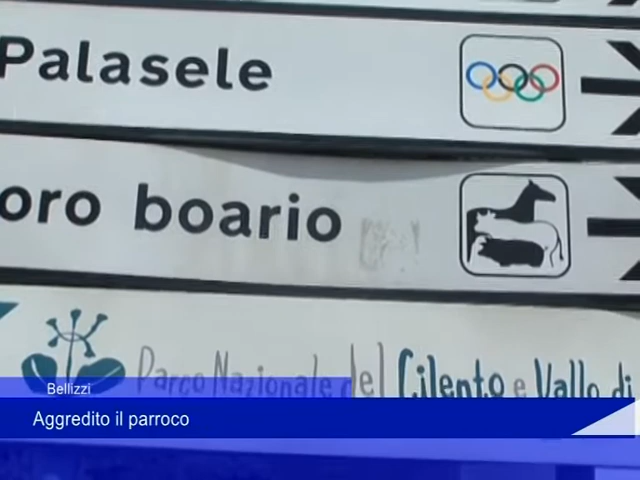 Palasele
oro boario
Parco Nazionale del Cilento e Vallo di
Bellizzi
Aggredito il parroco